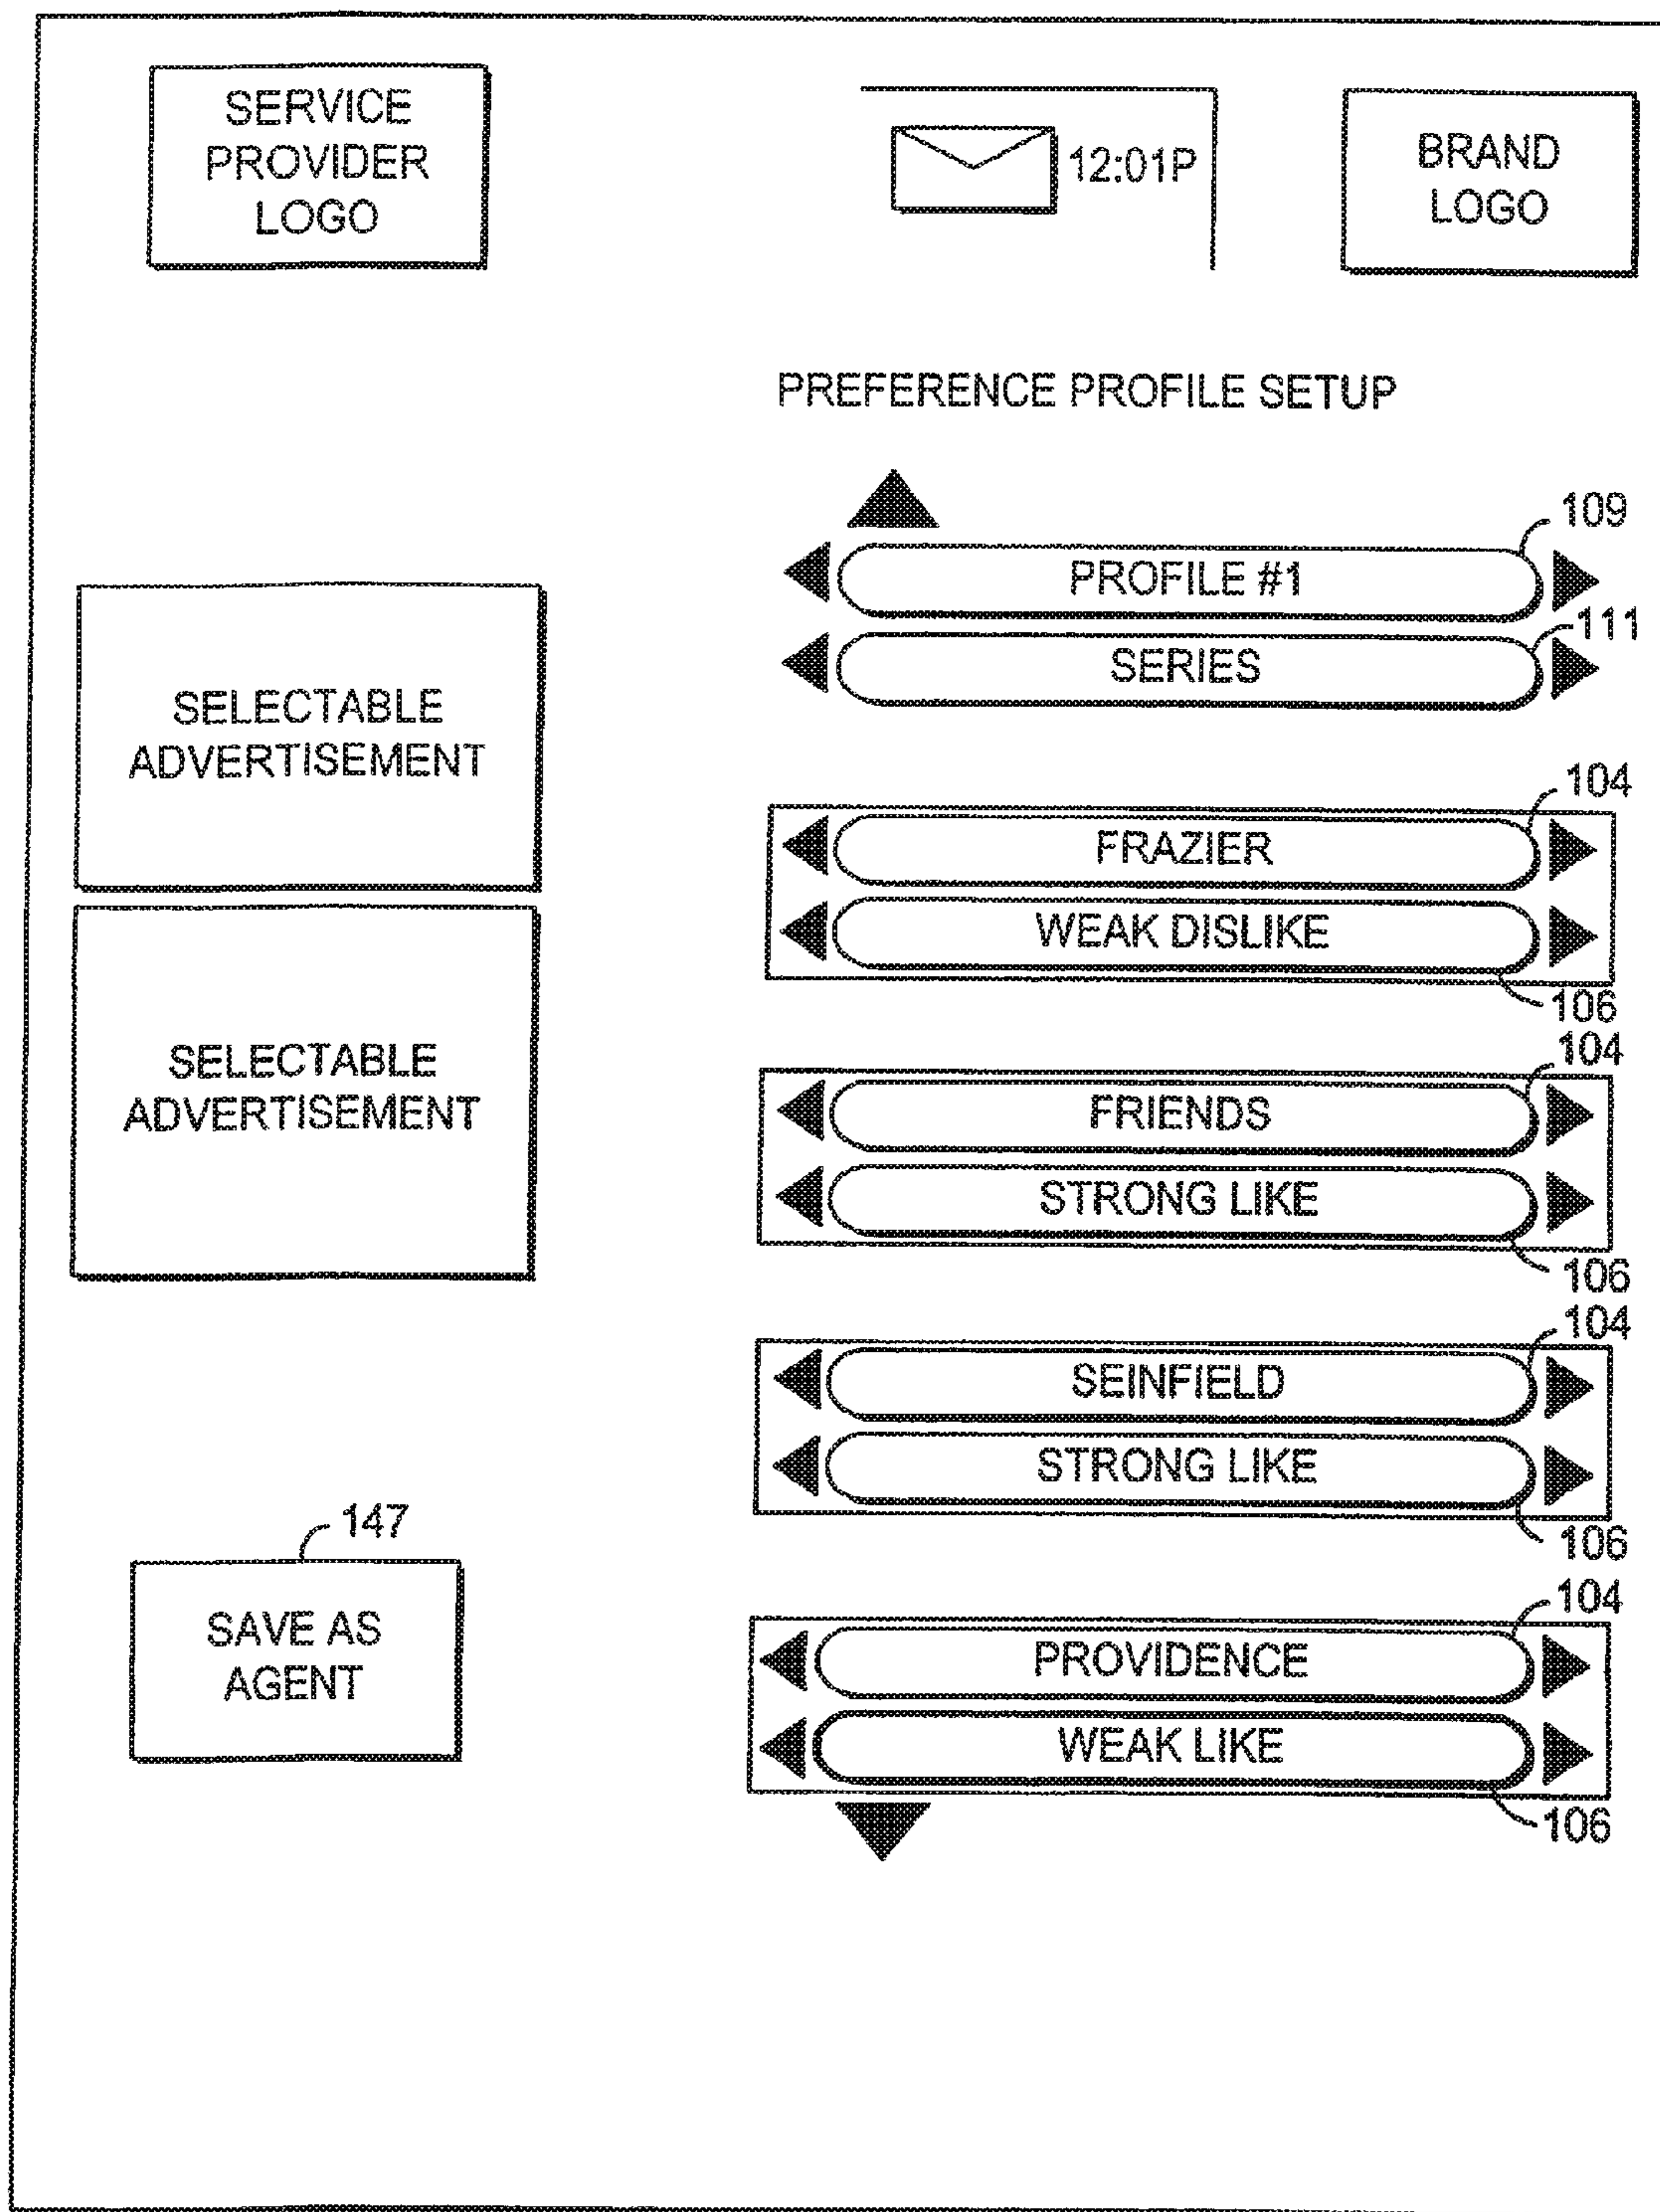 SERVICE
PROVIDER
LOGO
12:01P
BRAND
LOGO
PREFERENCE PROFILE SETUP
109
PROFILE #1
111
SERIES
SELECTABLE
ADVERTISEMENT
104
FRAZIER
WEAK DISLIKE
106
SELECTABLE
ADVERTISEMENT
104
FRIENDS
STRONG LIKE
106
104
SEINFIELD
STRONG LIKE
106
147
SAVE AS
AGENT
104
PROVIDENCE
WEAK LIKE
106